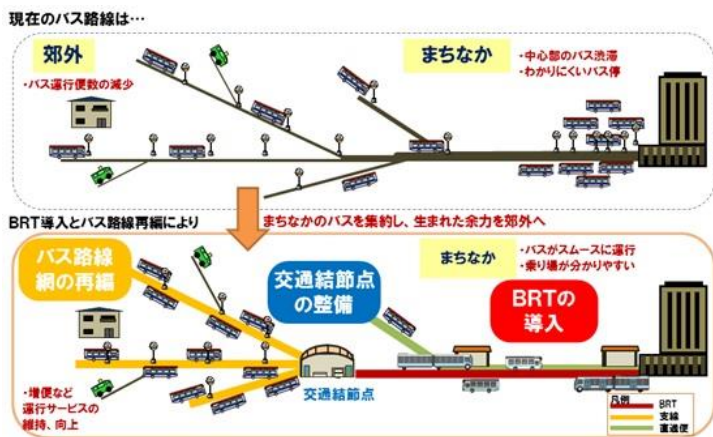 現在のバス路線は…
郊外
・バス運行便数の減少
まちなか
・中心部のバス渋滞
・わかりにくいバス停
BRT導入とバス路線再編により
まちなかのバスを集約し、生まれた余力を郊外へ
バス路線
網の再編
交通結節点
の整備
まちなか
・バスがスムースに運行
・乗り場が分かりやすい
BRTの
導入
・増便など
運行サービスの
維持、向上
交通結節点
凡例
BRT
支線
直通便